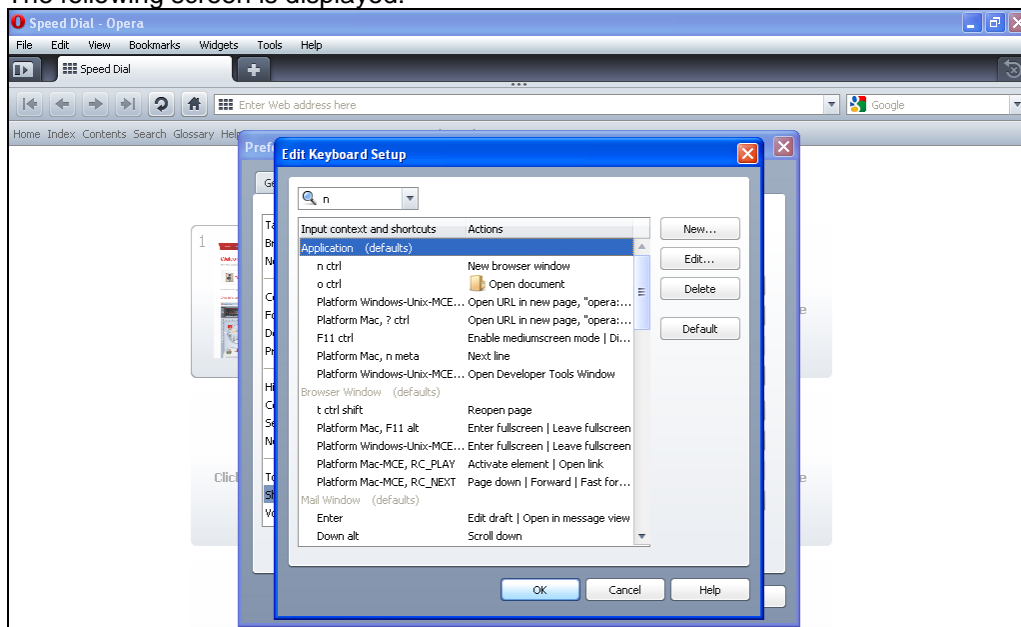 The following screen is displayed:
Speed Dial - Opera
File Edit View Bookmarks Widgets Tools Help
Speed Dial
Enter Web address here
Google
Home Index Contents Search Glossary Help
Edit Keyboard Setup
n
Input context and shortcuts Actions
Application (defaults)
n ctrl New browser window
o ctrl Open document
Platform Windows-Unix-MCE... Open URL in new page, "opera:...
Platform Mac, ? ctrl Open URL in new page, "opera:...
F11 ctrl Enable mediumscreen mode | Di...
Platform Mac, n meta Next line
Platform Windows-Unix-MCE... Open Developer Tools Window
Browser Window (defaults)
t ctrl shift Reopen page
Platform Mac, F11 alt Enter fullscreen | Leave fullscreen
Platform Windows-Unix-MCE... Enter fullscreen | Leave fullscreen
Platform Mac-MCE, RC_PLAY Activate element | Open link
Platform Mac-MCE, RC_NEXT Page down | Forward | Fast for...
Mail Window (defaults)
Enter Edit draft | Open in message view
Down alt Scroll down
New...
Edit...
Delete
Default
OK Cancel Help
1